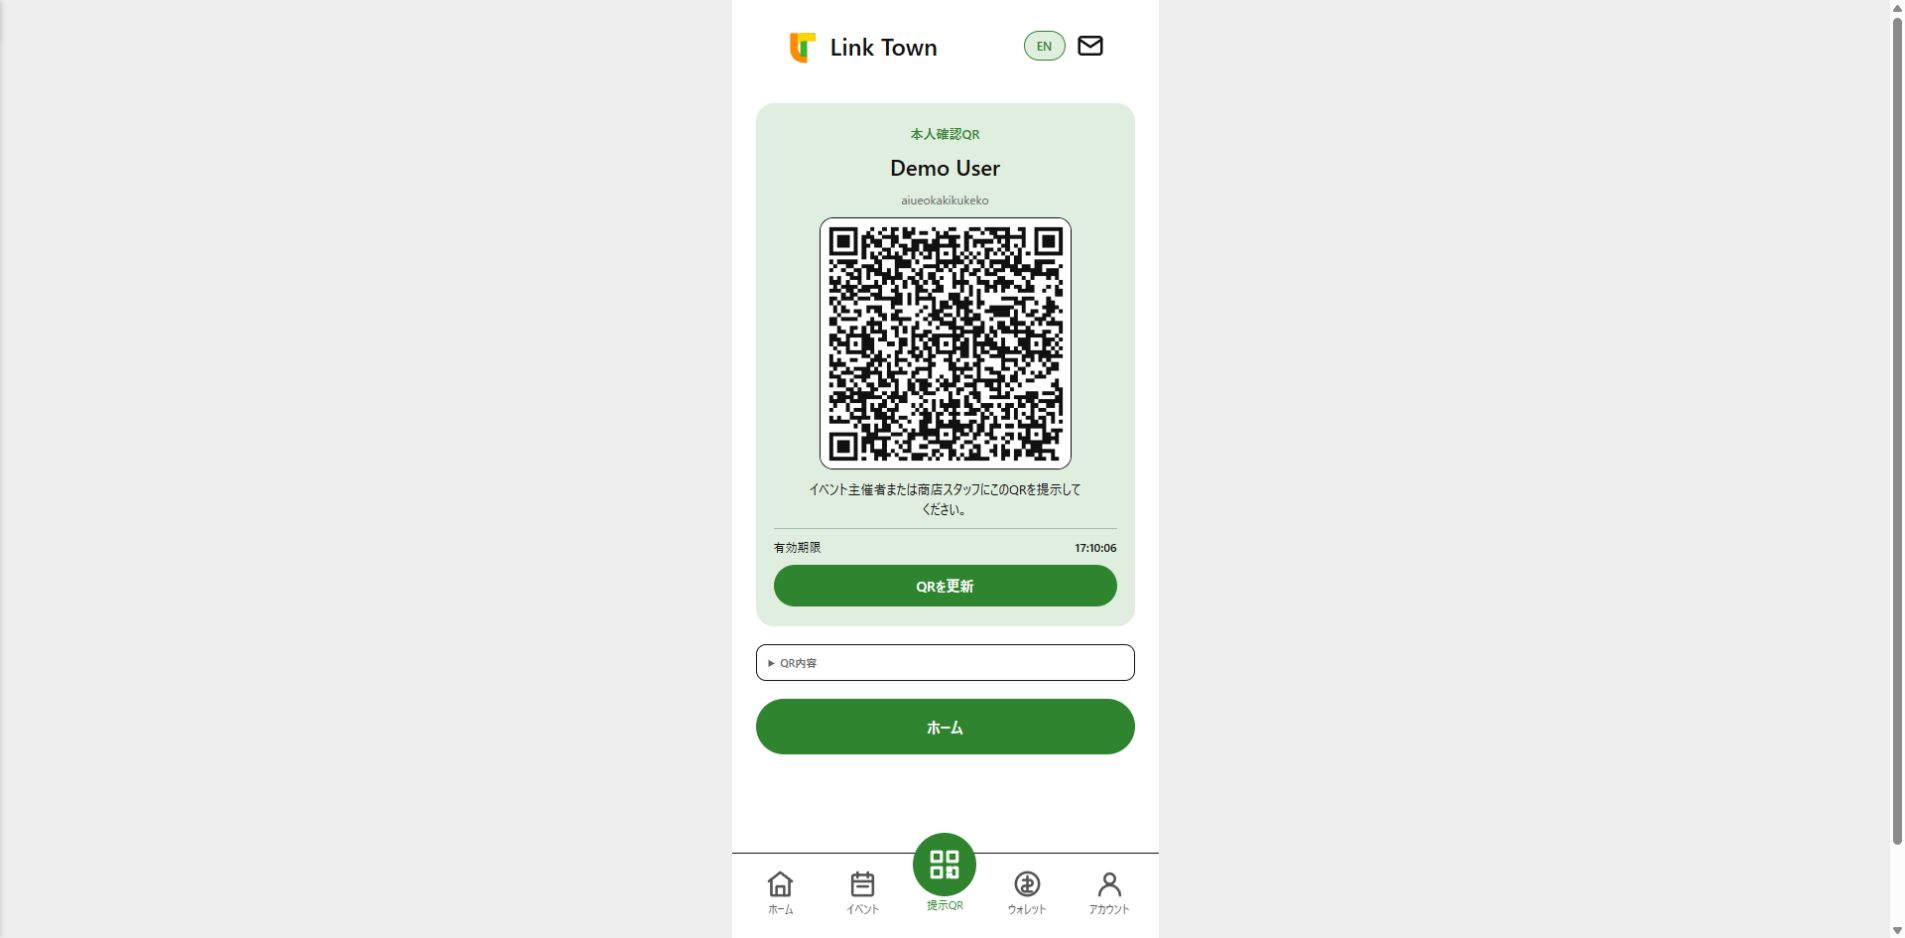 Link Town
EN
本人確認QR
Demo User
aiueokakikukeko
イベント主催者または商店スタッフにこのQRを提示して
ください。
有効期限 17:10:06
QRを更新
QR内容
ホーム
ホーム
イベント
提示QR
ウォレット
アカウント